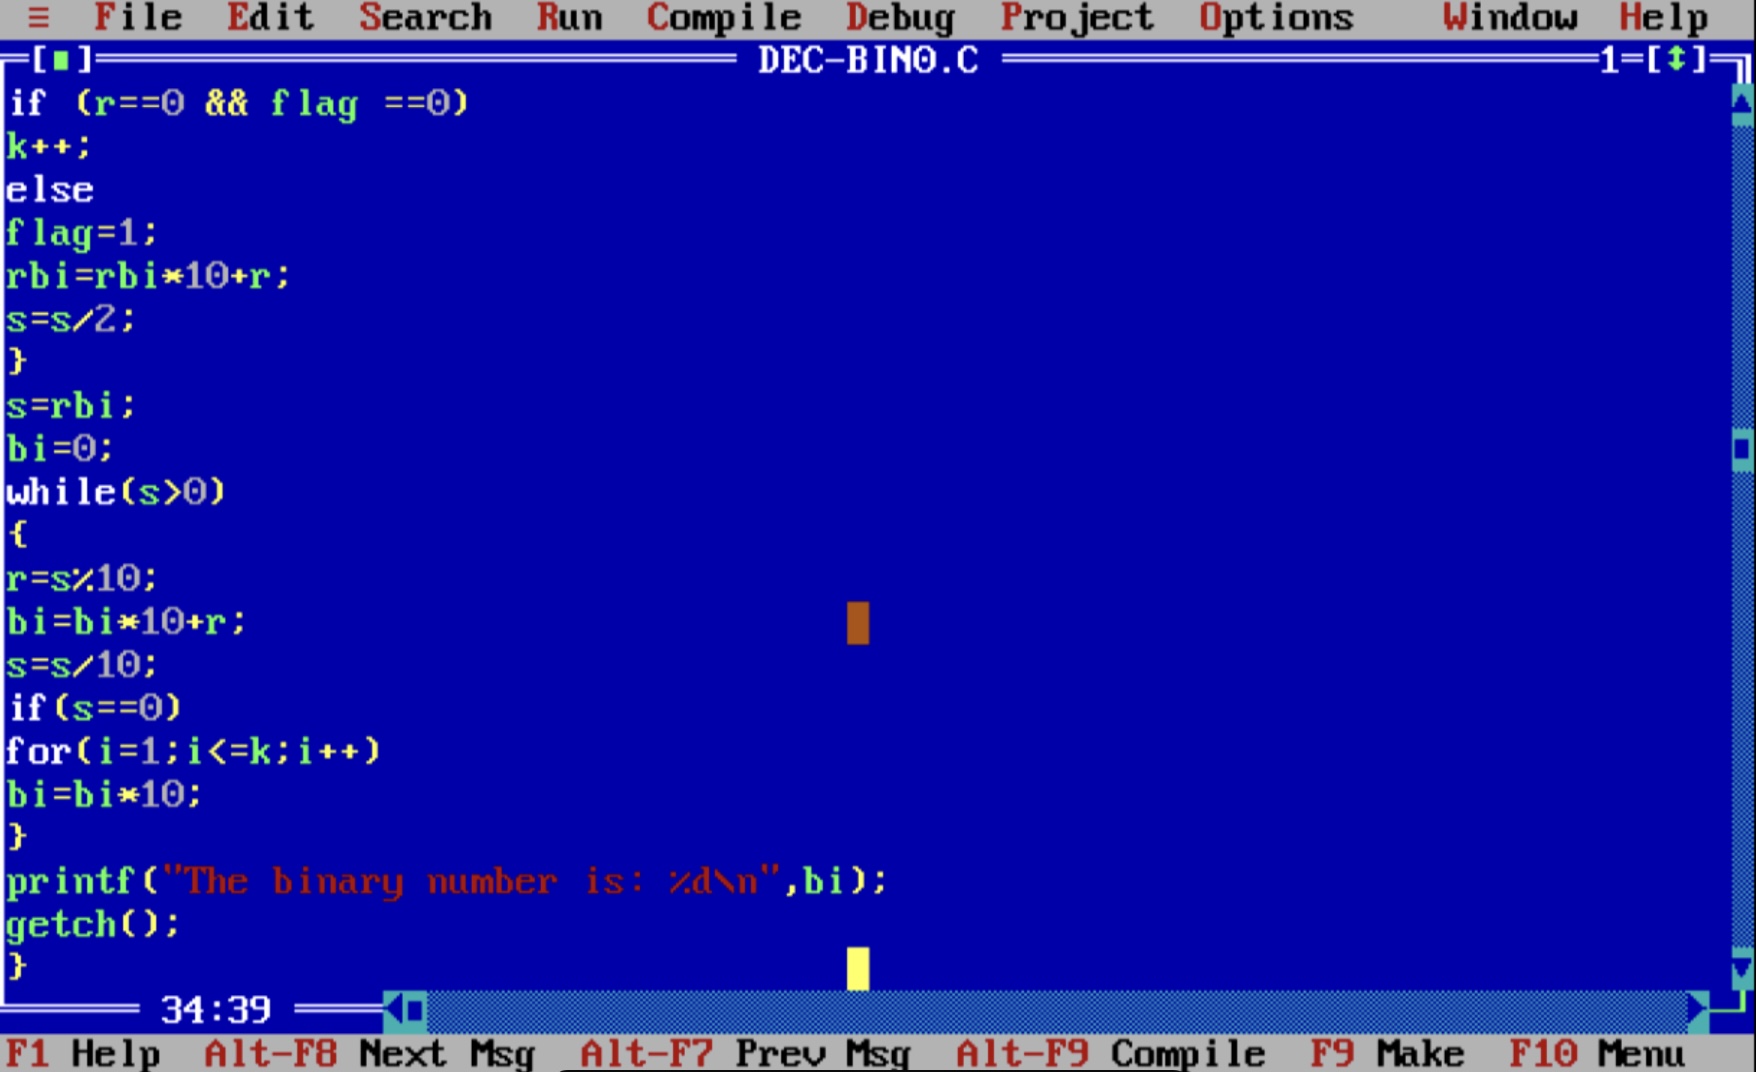 ≡ File Edit Search Run Compile Debug Project Options Window Help
[■] DEC-BIN0.C 1=[↕]
if (r==0 && flag ==0)
k++;
else
flag=1;
rbi=rbi*10+r;
s=s/2;
}
s=rbi;
bi=0;
while(s>0)
{
r=s%10;
bi=bi*10+r;
s=s/10;
if(s==0)
for(i=1;i<=k;i++)
bi=bi*10;
}
printf("The binary number is: %d\n",bi);
getch();
}
34:39
F1 Help Alt-F8 Next Msg Alt-F7 Prev Msg Alt-F9 Compile F9 Make F10 Menu